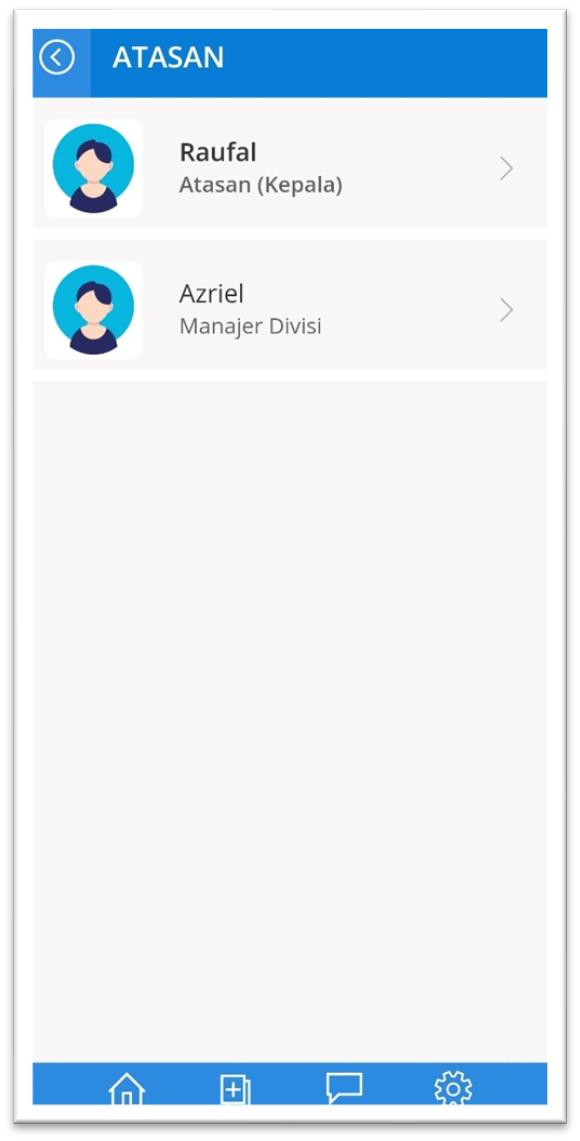 ATASAN
Raufal
Atasan (Kepala)
Azriel
Manajer Divisi